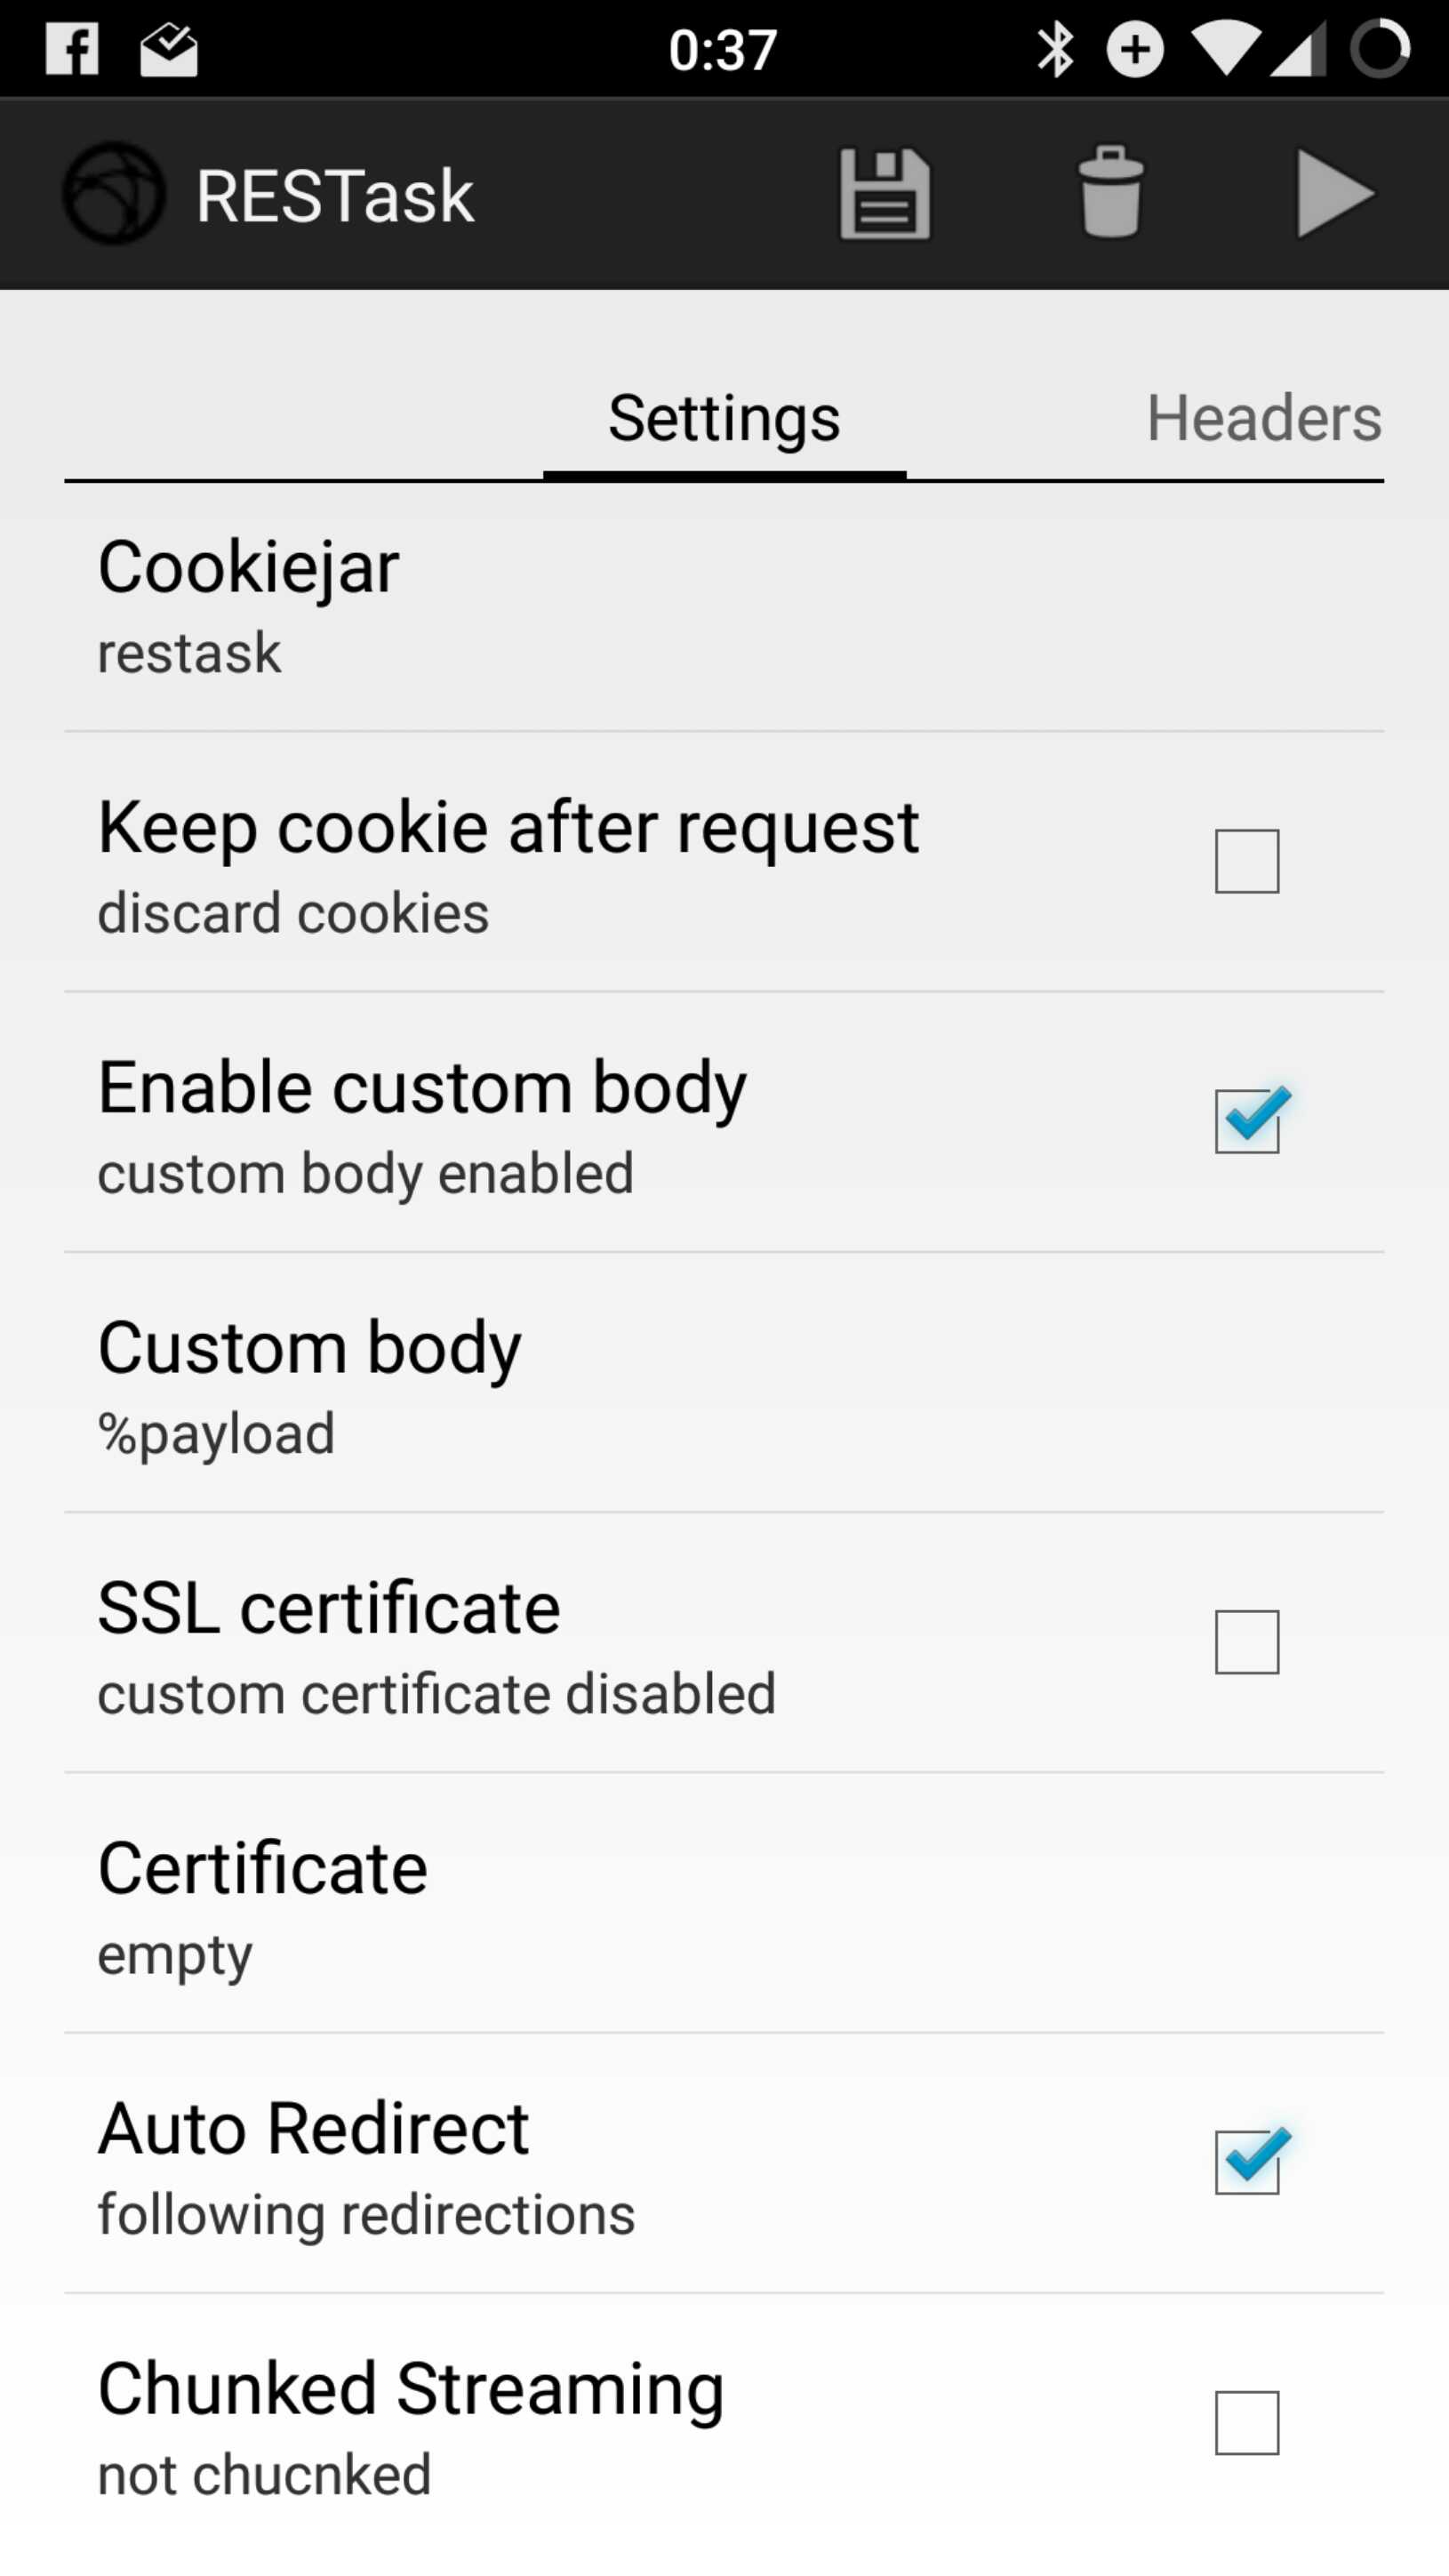 0:37
RESTask
Settings
Headers
Cookiejar
restask
Keep cookie after request
discard cookies
Enable custom body
custom body enabled
Custom body
%payload
SSL certificate
custom certificate disabled
Certificate
empty
Auto Redirect
following redirections
Chunked Streaming
not chucnked